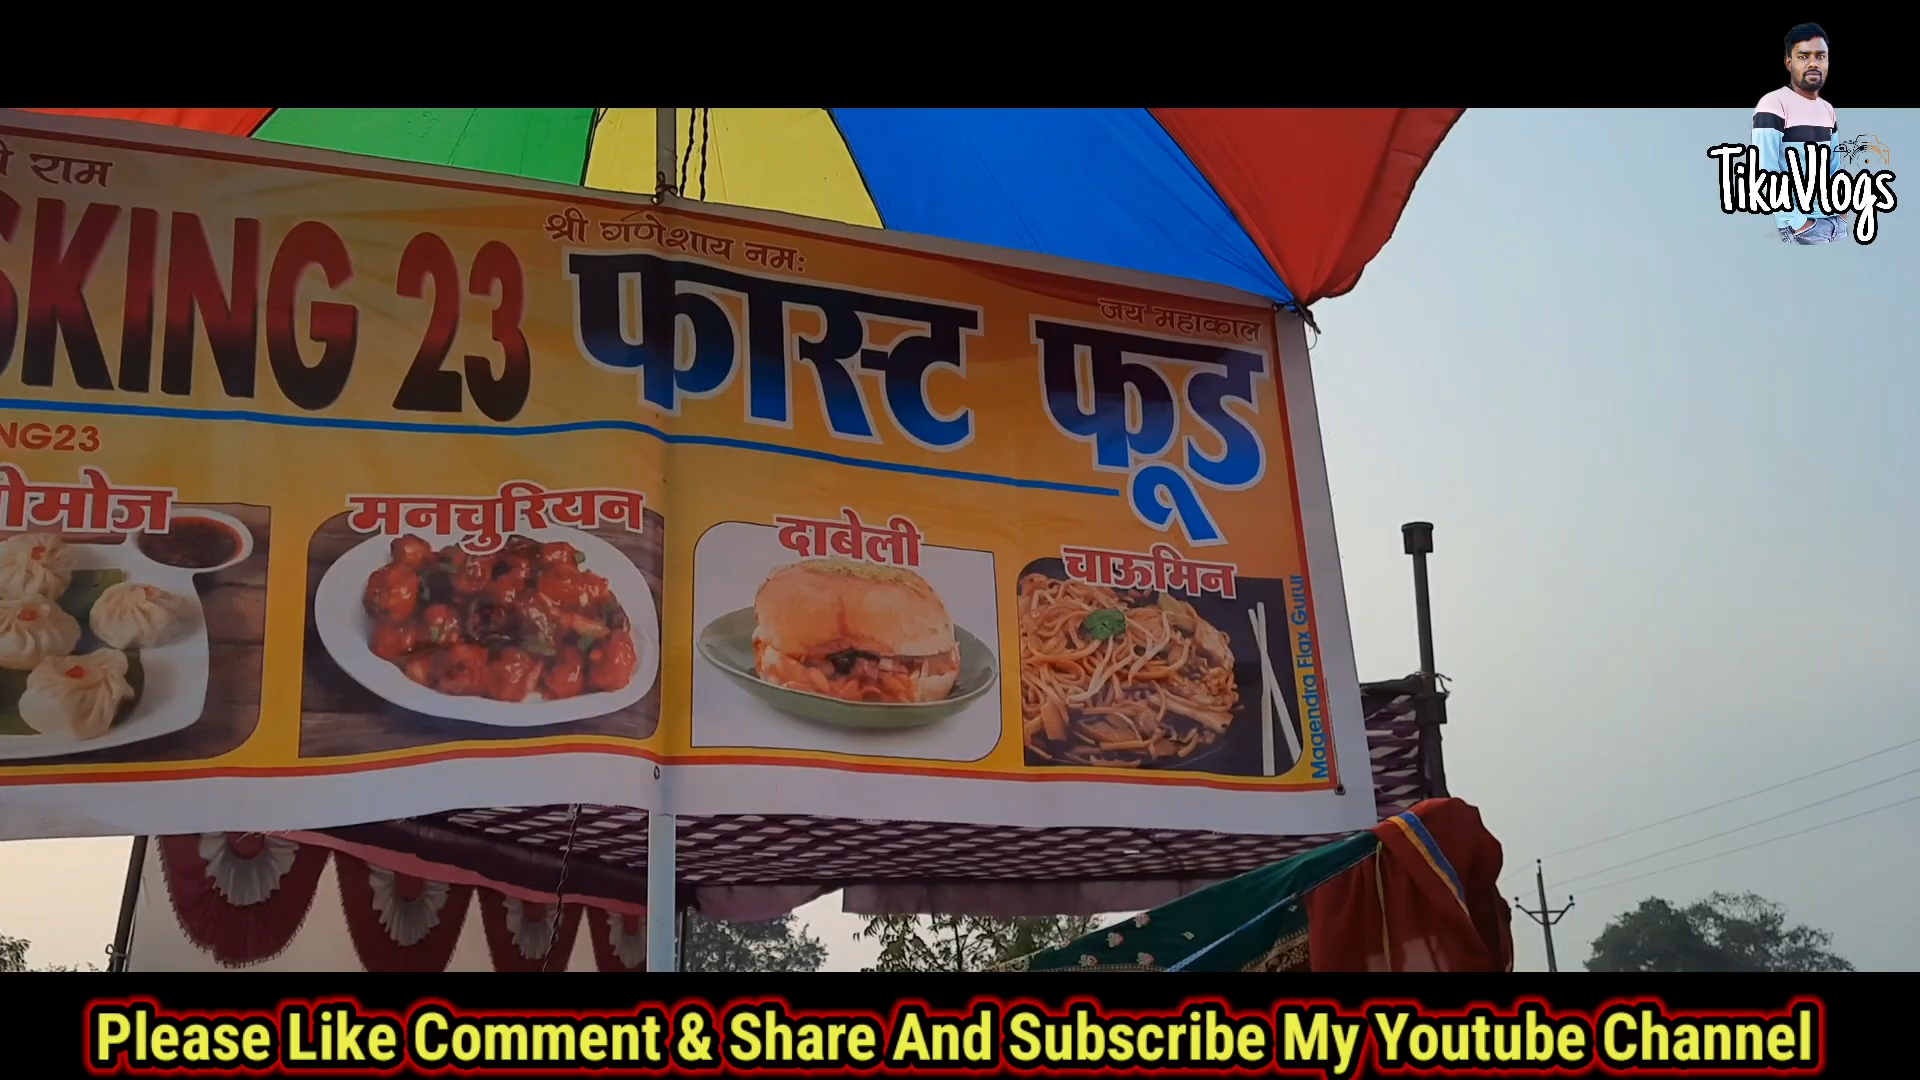 राम
श्री गणेशाय नमः
जय महाकाल
SKING 23 फास्ट फूड
NG23
मोमोज
मनचुरियन
दाबेली
चाऊमिन
Magendra Flax Gurur
TikuVlogs
Please Like Comment & Share And Subscribe My Youtube Channel